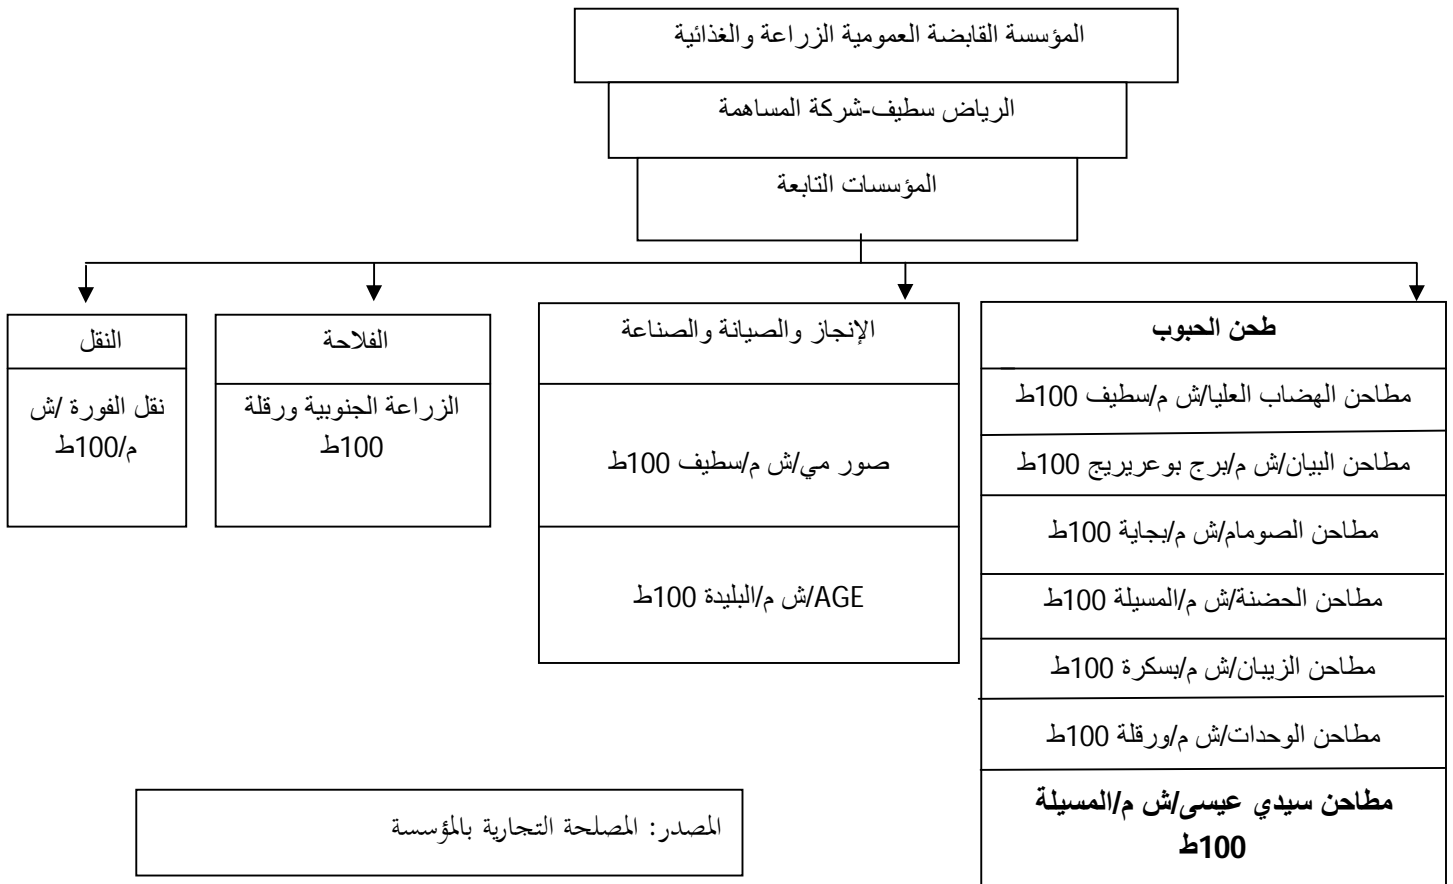 المؤسسة القابضة العمومية الزراعة والغذائية
الرياض سطيف-شركة المساهمة
المؤسسات التابعة
طحن الحبوب
مطاحن الهضاب العليا/ش م/سطيف 100ط
مطاحن البيان/ش م/برج بوعريريج 100ط
مطاحن الصومام/ش م/بجاية 100ط
مطاحن الحضنة/ش م/المسيلة 100ط
مطاحن الزيبان/ش م/بسكرة 100ط
مطاحن الوحدات/ش م/ورقلة 100ط
مطاحن سيدي عيسى/ش م/المسيلة
100ط
الإنجاز والصيانة والصناعة
صور مي/ش م/سطيف 100ط
AGE/ش م/البليدة 100ط
الفلاحة
الزراعة الجنوبية ورقلة
100ط
النقل
نقل الفورة /ش
م/100ط
المصدر: المصلحة التجارية بالمؤسسة